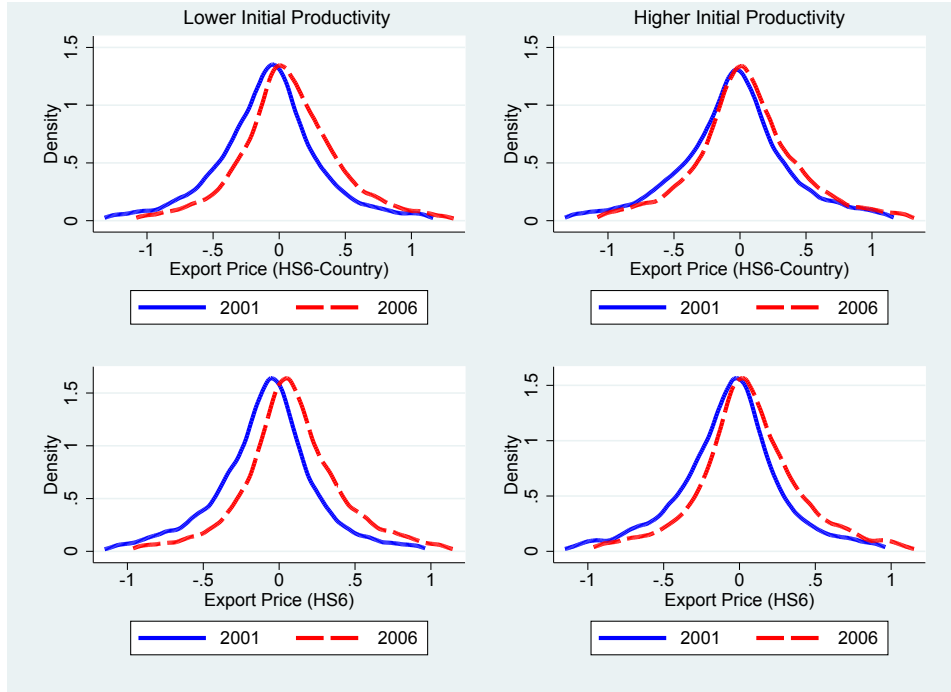 Lower Initial Productivity
Density
0 .5 1 1.5
-1 -.5 0 .5 1
Export Price (HS6-Country)
2001 2006
Higher Initial Productivity
Density
0 .5 1 1.5
-1 -.5 0 .5 1
Export Price (HS6-Country)
2001 2006
Density
0 .5 1 1.5
-1 -.5 0 .5 1
Export Price (HS6)
2001 2006
Density
0 .5 1 1.5
-1 -.5 0 .5 1
Export Price (HS6)
2001 2006